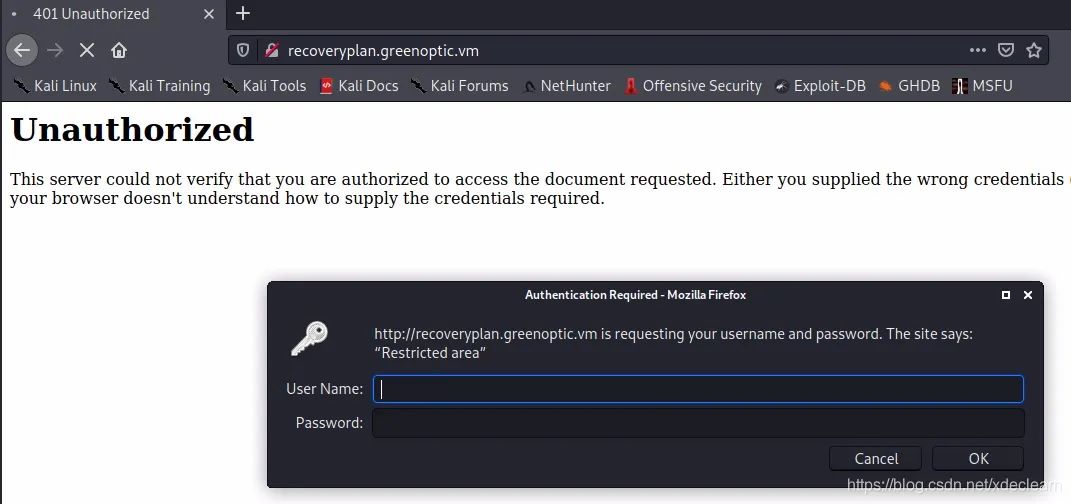 401 Unauthorized
recoveryplan.greenoptic.vm
Kali Linux Kali Training Kali Tools Kali Docs Kali Forums NetHunter Offensive Security Exploit-DB GHDB MSFU
Unauthorized
This server could not verify that you are authorized to access the document requested. Either you supplied the wrong credentials
your browser doesn't understand how to supply the credentials required.
Authentication Required - Mozilla Firefox
http://recoveryplan.greenoptic.vm is requesting your username and password. The site says:
“Restricted area”
User Name:
Password:
Cancel OK
https://blog.csdn.net/xdeclearn